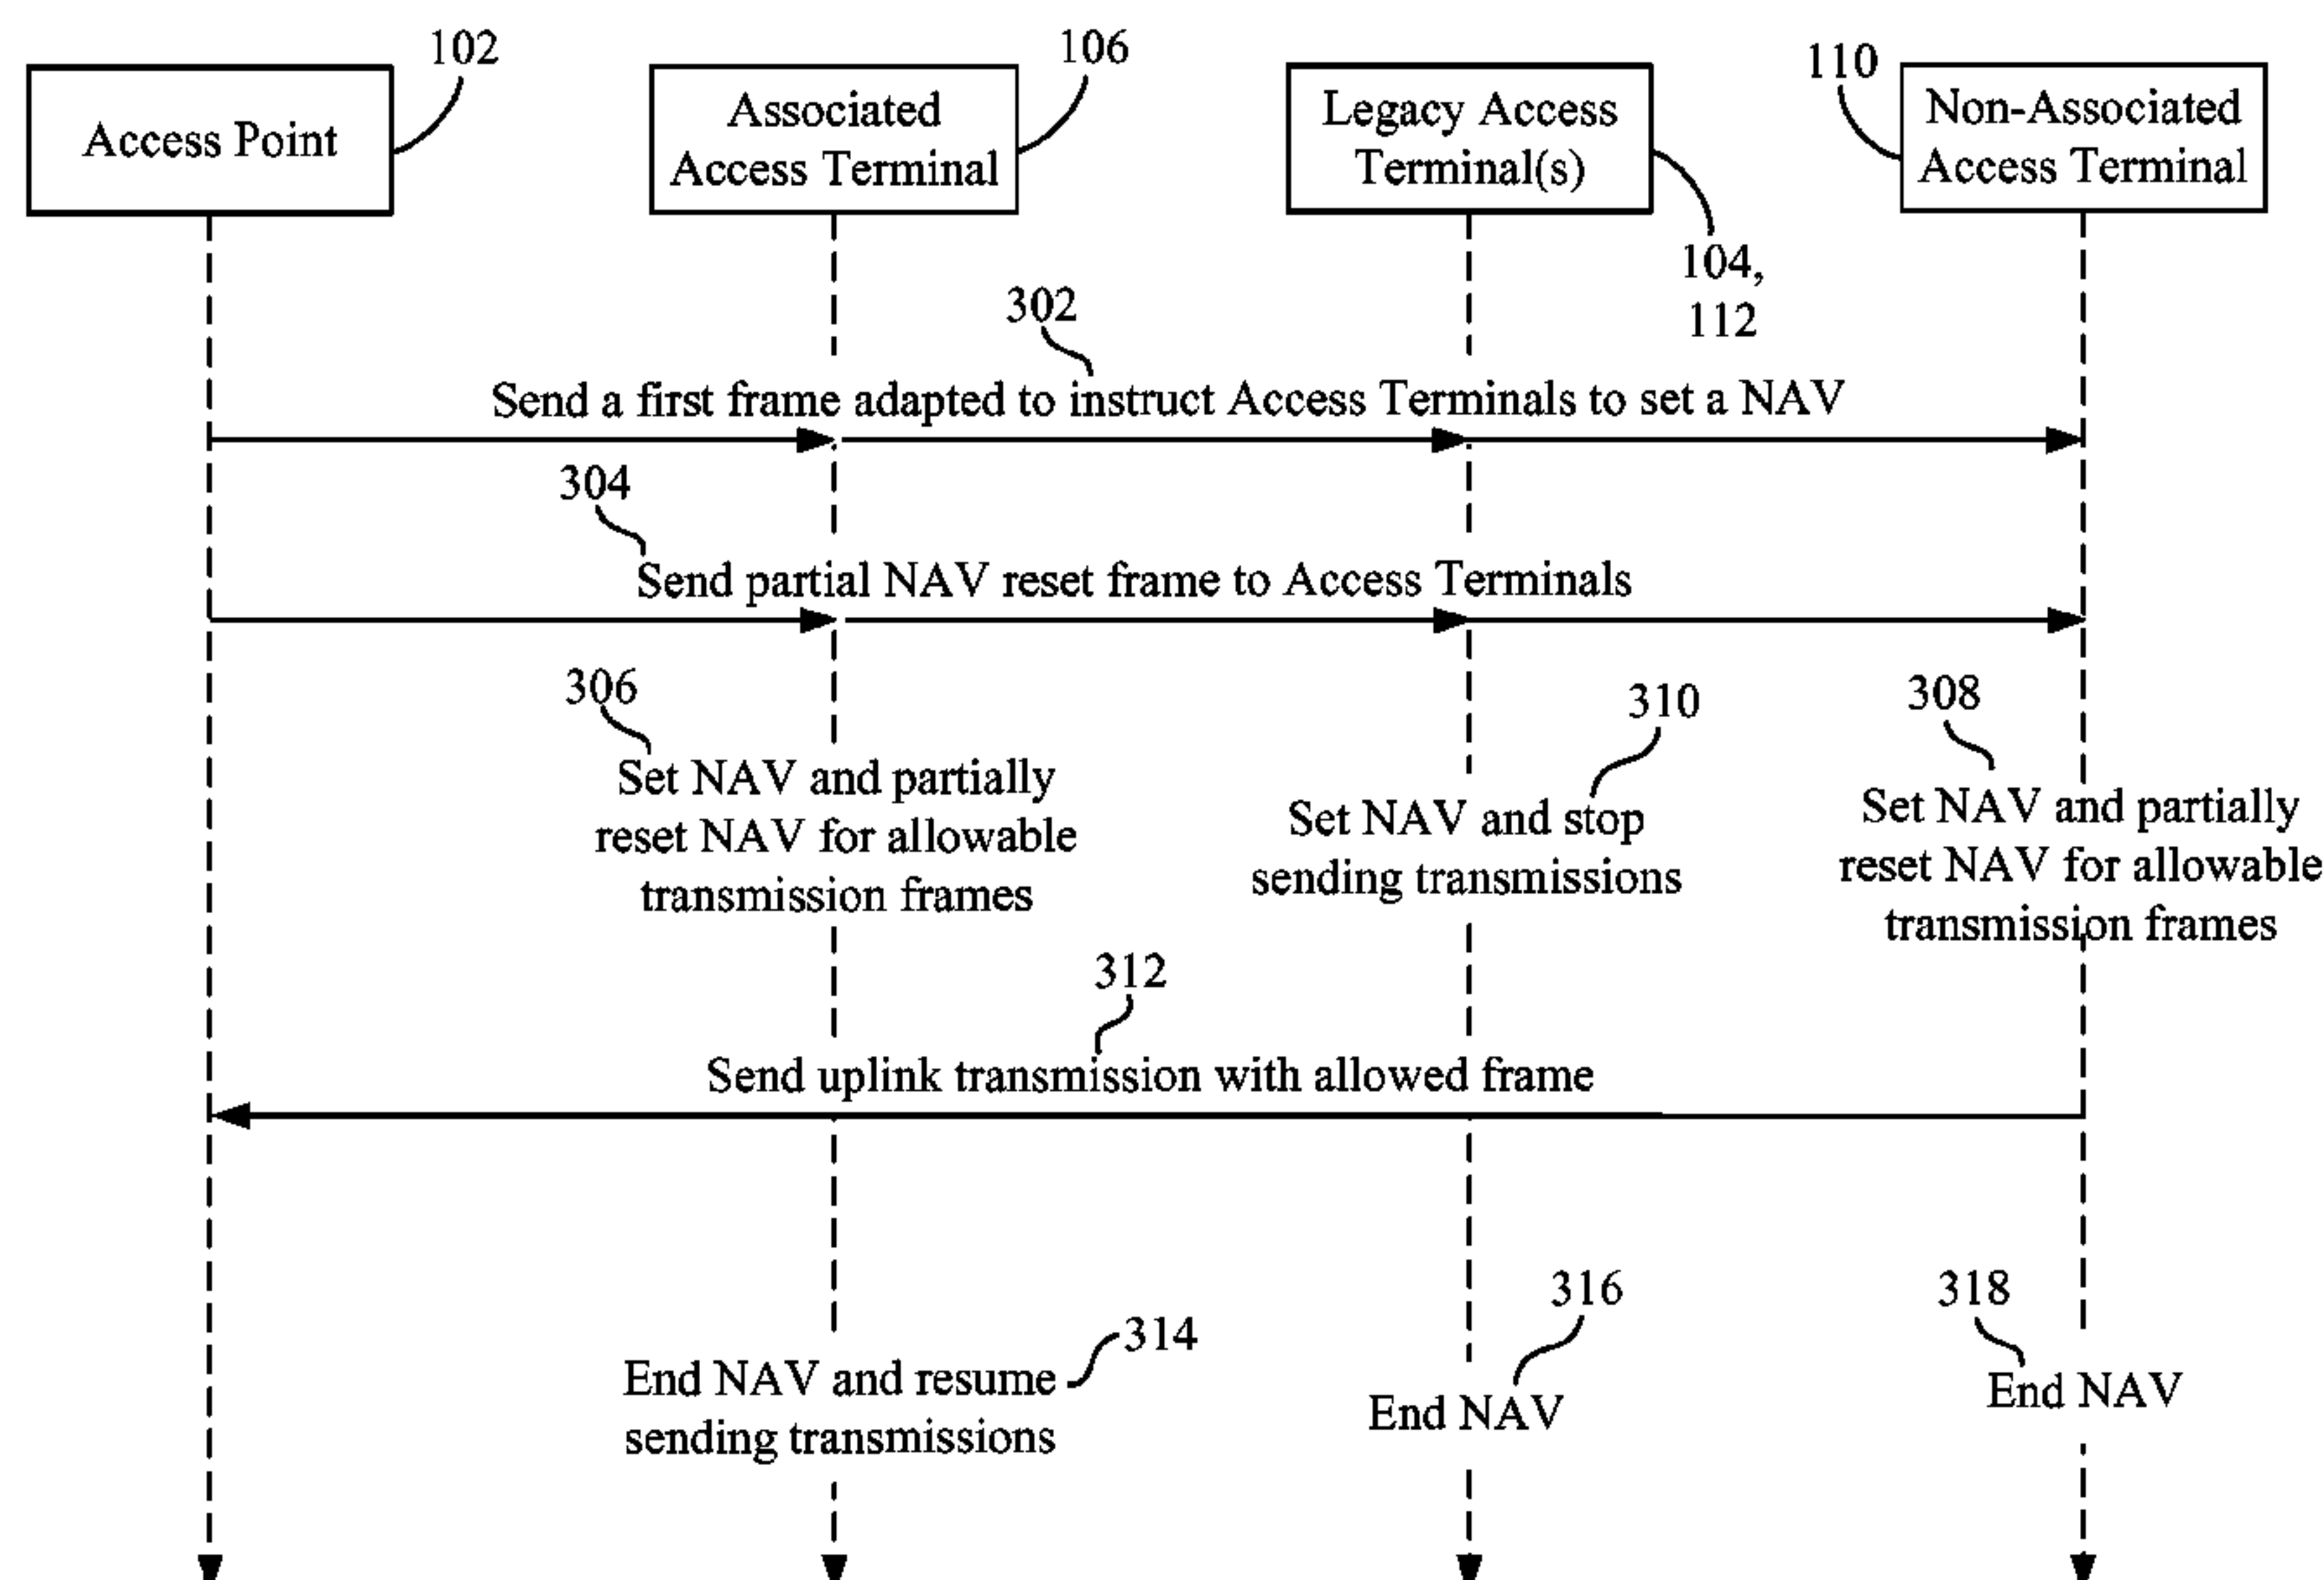 102
106
110
Access Point
Associated
Access Terminal
Legacy Access
Terminal(s)
Non-Associated
Access Terminal
104,
112
302
Send a first frame adapted to instruct Access Terminals to set a NAV
304
Send partial NAV reset frame to Access Terminals
306
Set NAV and partially
reset NAV for allowable
transmission frames
310
Set NAV and stop
sending transmissions
308
Set NAV and partially
reset NAV for allowable
transmission frames
312
Send uplink transmission with allowed frame
314
End NAV and resume
sending transmissions
316
End NAV
318
End NAV